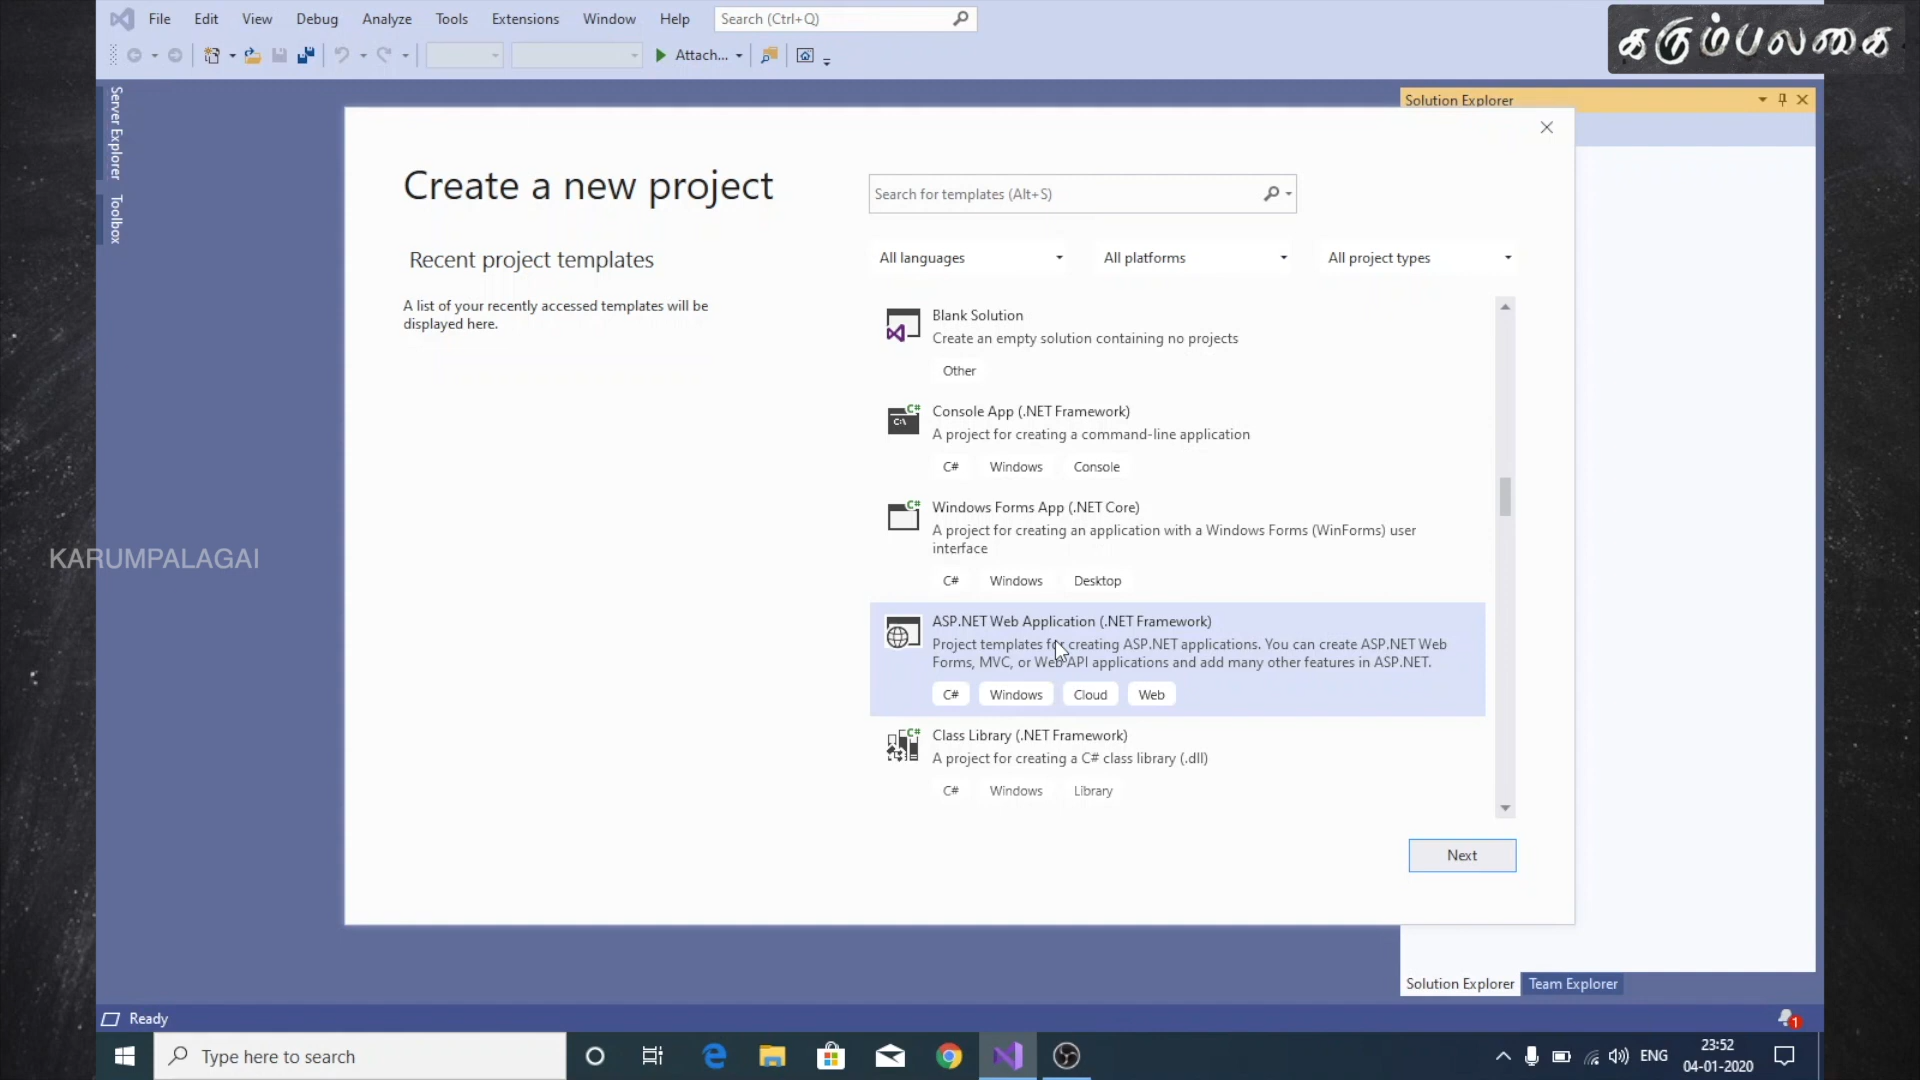 File Edit View Debug Analyze Tools Extensions Window Help Search (Ctrl+Q)
கரும்பலகை
Attach...
Server Explorer
Toolbox
Solution Explorer
Create a new project
Search for templates (Alt+S)
Recent project templates
All languages All platforms All project types
A list of your recently accessed templates will be
displayed here.
Blank Solution
Create an empty solution containing no projects
Other
Console App (.NET Framework)
A project for creating a command-line application
C# Windows Console
Windows Forms App (.NET Core)
A project for creating an application with a Windows Forms (WinForms) user
interface
C# Windows Desktop
KARUMPALAGAI
ASP.NET Web Application (.NET Framework)
Project templates for creating ASP.NET applications. You can create ASP.NET Web
Forms, MVC, or Web API applications and add many other features in ASP.NET.
C# Windows Cloud Web
Class Library (.NET Framework)
A project for creating a C# class library (.dll)
C# Windows Library
Next
Solution Explorer Team Explorer
Ready
1
Type here to search
ENG
23:52
04-01-2020